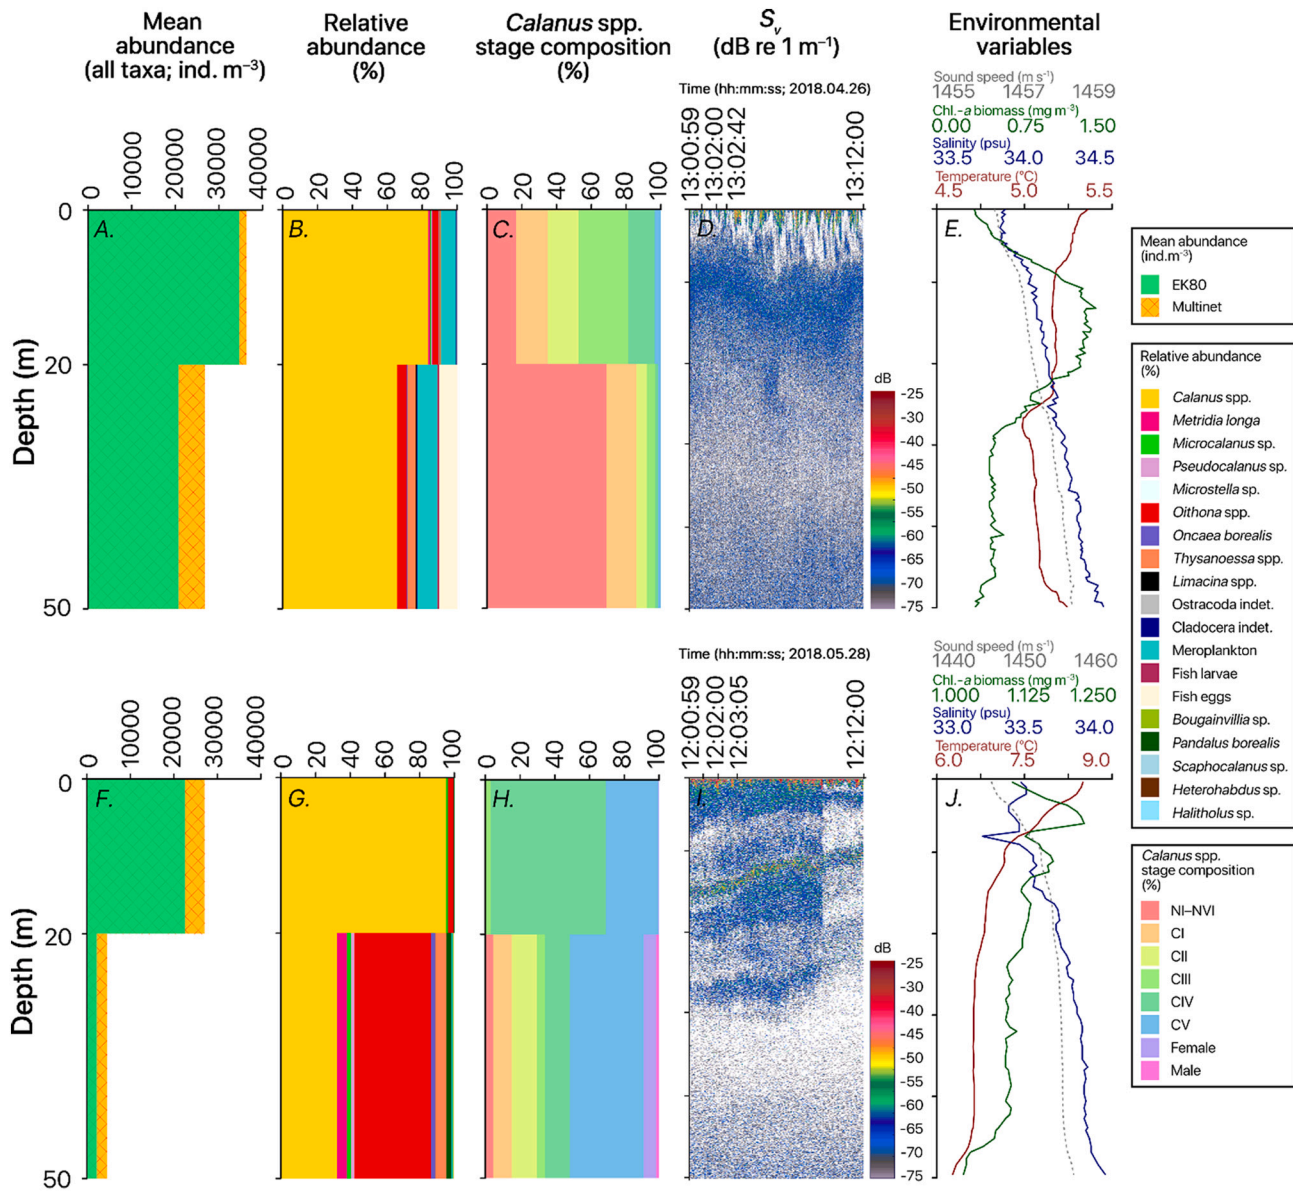 Mean
abundance
(all taxa; ind. m⁻³)
Relative
abundance
(%)
Calanus spp.
stage composition
(%)
Sᵥ
(dB re 1 m⁻¹)
Environmental
variables
Time (hh:mm:ss; 2018.04.26)
Sound speed (m s⁻¹)
1455 1457 1459
Chl.-a biomass (mg m⁻³)
0.00 0.75 1.50
Salinity (psu)
33.5 34.0 34.5
Temperature (°C)
4.5 5.0 5.5
0 10000 20000 30000 40000
0 20 40 60 80 100
0 20 40 60 80 100
13:00:59 13:02:00 13:02:42 13:12:00
Depth (m)
0
20
50
A.
B.
C.
D.
E.
dB
-25
-30
-40
-45
-50
-55
-60
-65
-70
-75
Time (hh:mm:ss; 2018.05.28)
Sound speed (m s⁻¹)
1440 1450 1460
Chl.-a biomass (mg m⁻³)
1.000 1.125 1.250
Salinity (psu)
33.0 33.5 34.0
Temperature (°C)
6.0 7.5 9.0
0 10000 20000 30000 40000
0 20 40 60 80 100
0 20 40 60 80 100
12:00:59 12:02:00 12:03:05 12:12:00
Depth (m)
0
20
50
F.
G.
H.
I.
J.
dB
-25
-30
-40
-45
-50
-55
-60
-65
-70
-75
Mean abundance
(ind.m⁻³)
EK80
Multinet
Relative abundance
(%)
Calanus spp.
Metridia longa
Microcalanus sp.
Pseudocalanus sp.
Microstella sp.
Oithona spp.
Oncaea borealis
Thysanoessa spp.
Limacina spp.
Ostracoda indet.
Cladocera indet.
Meroplankton
Fish larvae
Fish eggs
Bougainvillia sp.
Pandalus borealis
Scaphocalanus sp.
Heterohabdus sp.
Halitholus sp.
Calanus spp.
stage composition
(%)
NI–NVI
CI
CII
CIII
CIV
CV
Female
Male